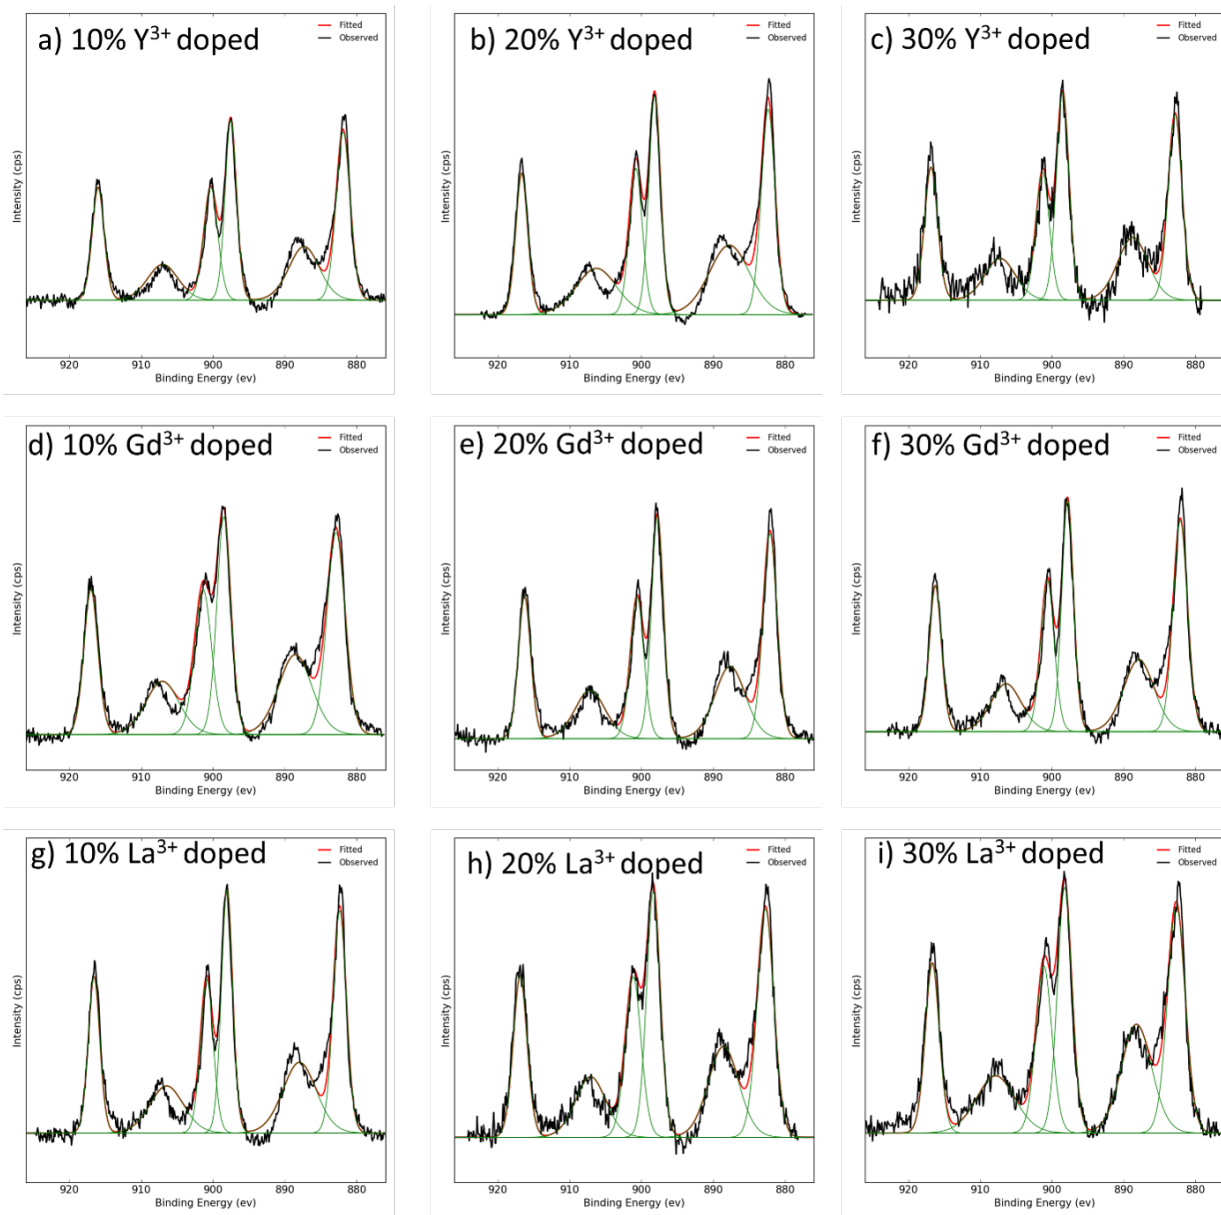 a) 10% Y³⁺ doped
Fitted
Observed
Intensity (cps)
920 910 900 890 880
Binding Energy (ev)
b) 20% Y³⁺ doped
Fitted
Observed
Intensity (cps)
920 910 900 890 880
Binding Energy (ev)
c) 30% Y³⁺ doped
Fitted
Observed
Intensity (cps)
920 910 900 890 880
Binding Energy (ev)
d) 10% Gd³⁺ doped
Fitted
Observed
Intensity (cps)
920 910 900 890 880
Binding Energy (ev)
e) 20% Gd³⁺ doped
Fitted
Observed
Intensity (cps)
920 910 900 890 880
Binding Energy (ev)
f) 30% Gd³⁺ doped
Fitted
Observed
Intensity (cps)
920 910 900 890 880
Binding Energy (ev)
g) 10% La³⁺ doped
Fitted
Observed
Intensity (cps)
920 910 900 890 880
Binding Energy (ev)
h) 20% La³⁺ doped
Fitted
Observed
Intensity (cps)
920 910 900 890 880
Binding Energy (ev)
i) 30% La³⁺ doped
Fitted
Observed
Intensity (cps)
920 910 900 890 880
Binding Energy (ev)